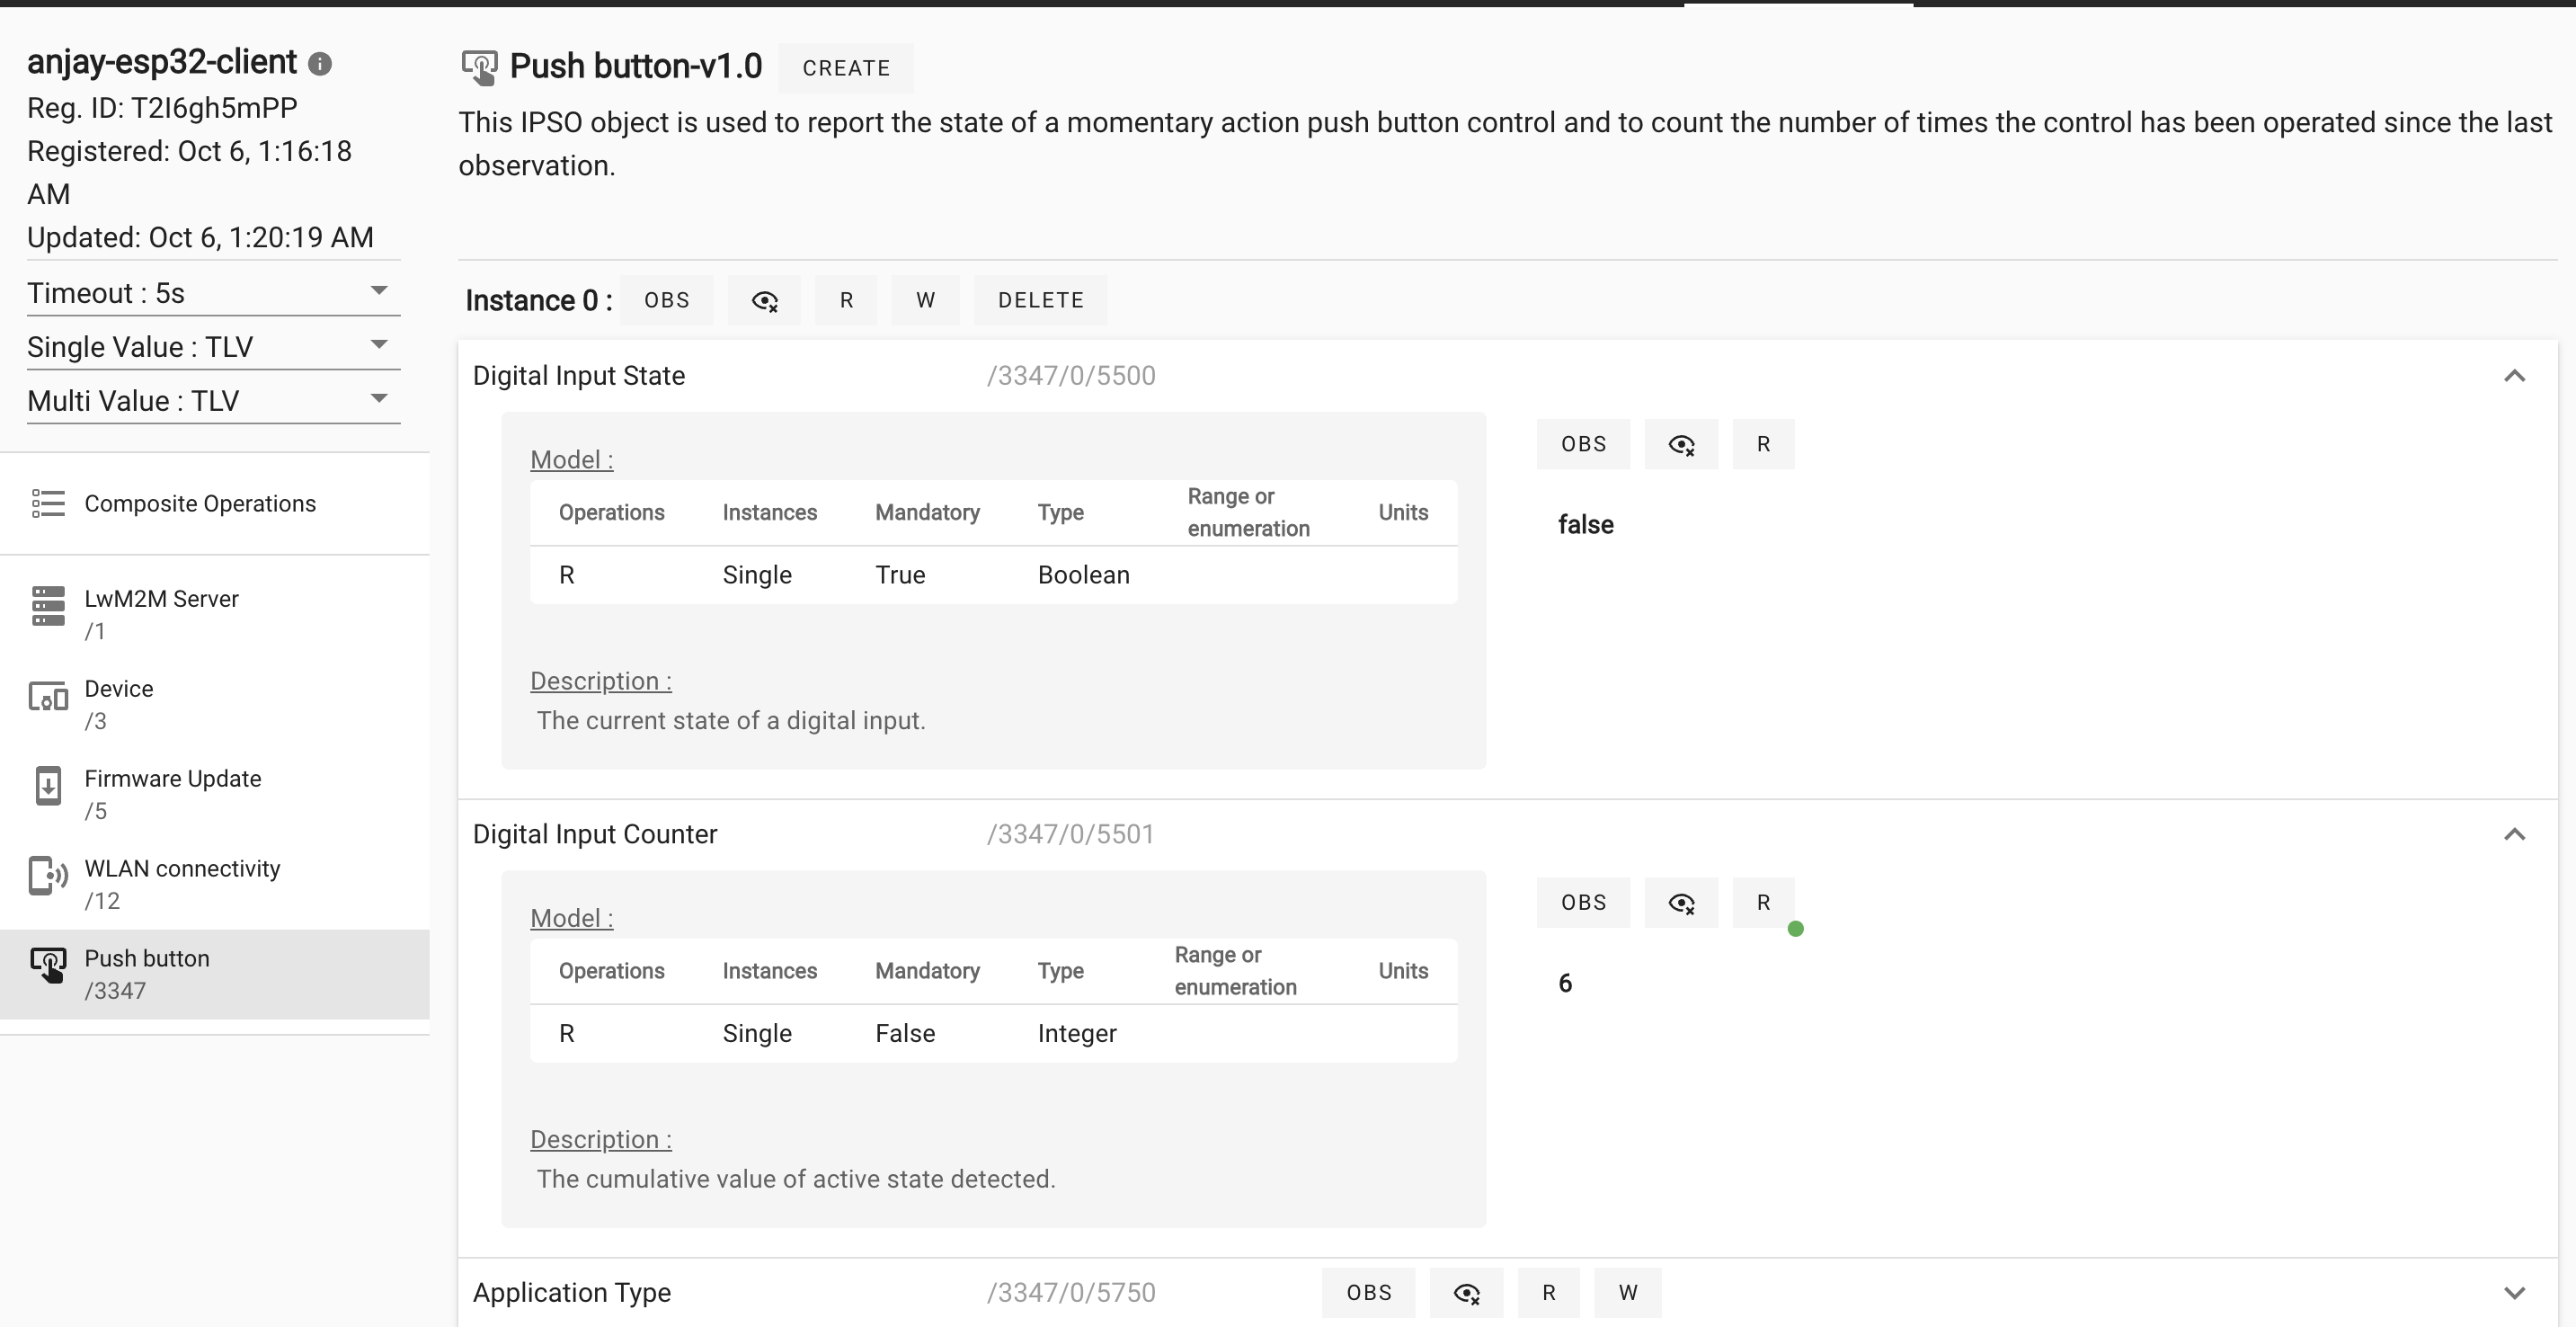 anjay-esp32-client
Reg. ID: T2I6gh5mPP
Registered: Oct 6, 1:16:18
AM
Updated: Oct 6, 1:20:19 AM
Timeout : 5s
Single Value : TLV
Multi Value : TLV
Composite Operations
LwM2M Server
/1
Device
/3
Firmware Update
/5
WLAN connectivity
/12
Push button
/3347
Push button-v1.0 CREATE
This IPSO object is used to report the state of a momentary action push button control and to count the number of times the control has been operated since the last
observation.
Instance 0 : OBS R W DELETE
Digital Input State /3347/0/5500
Model :
Operations Instances Mandatory Type Range or enumeration Units
R Single True Boolean
Description :
The current state of a digital input.
OBS R
false
Digital Input Counter /3347/0/5501
Model :
Operations Instances Mandatory Type Range or enumeration Units
R Single False Integer
Description :
The cumulative value of active state detected.
OBS R
6
Application Type /3347/0/5750 OBS R W